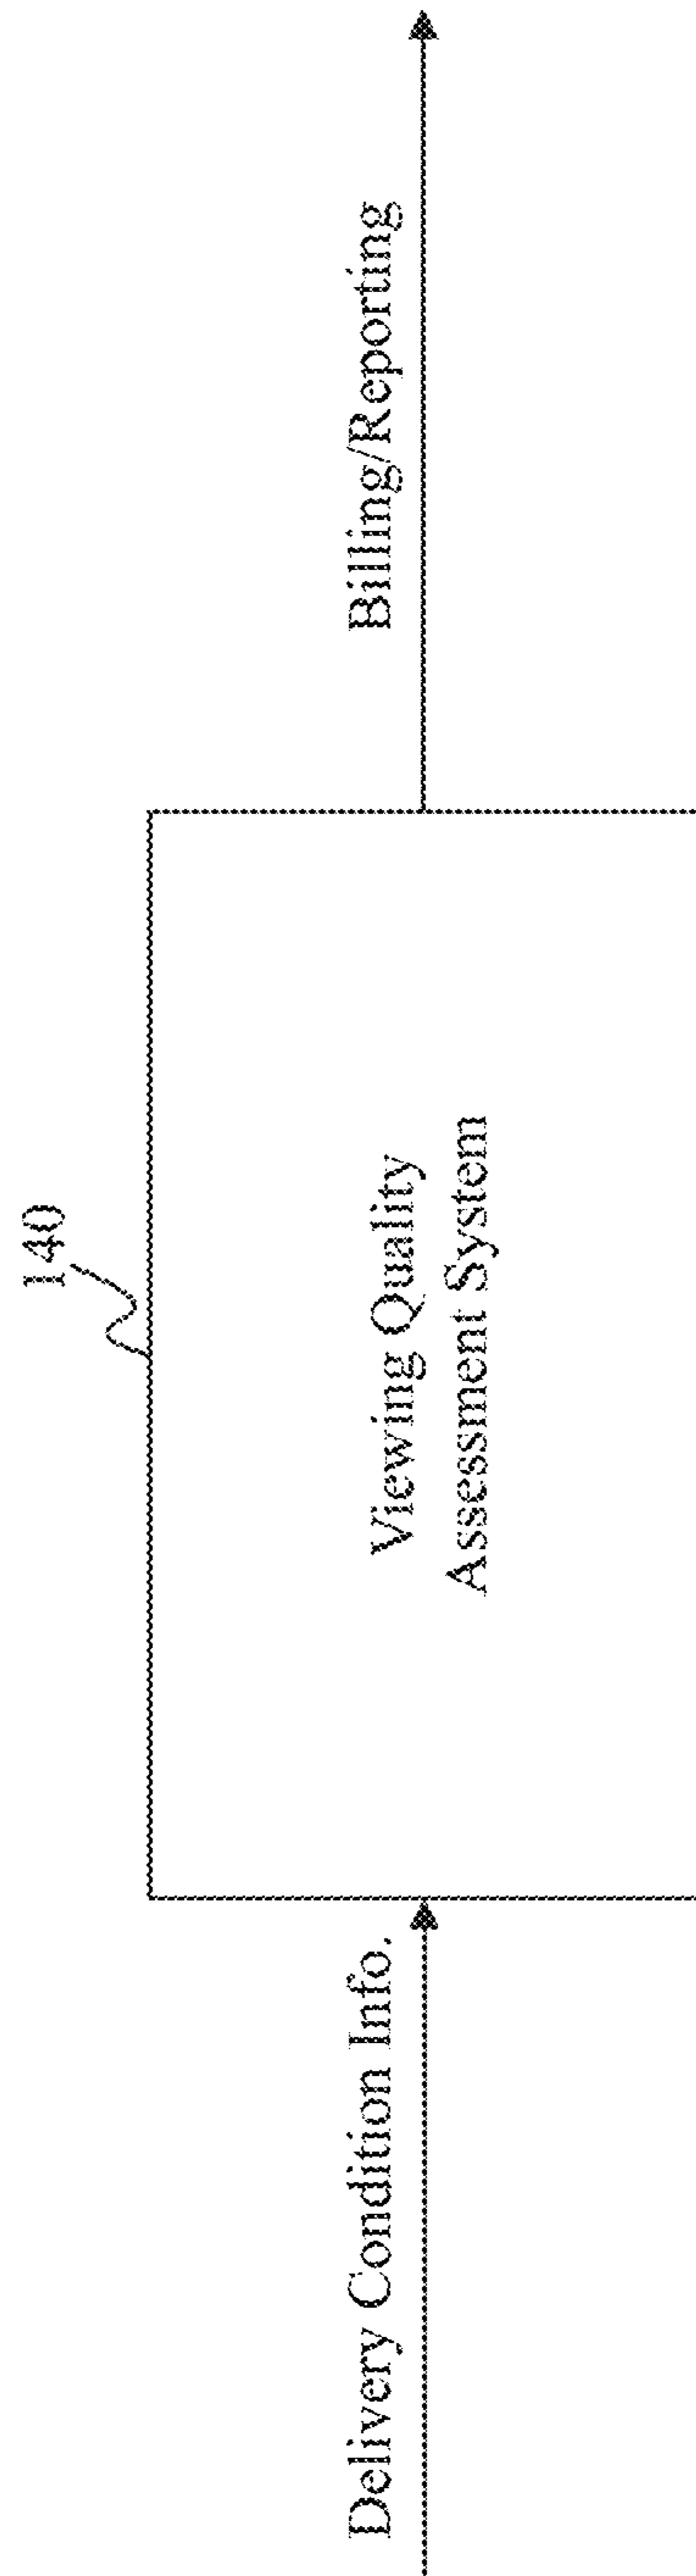 140
Delivery Condition Info.
Viewing Quality
Assessment System
Billing/Reporting